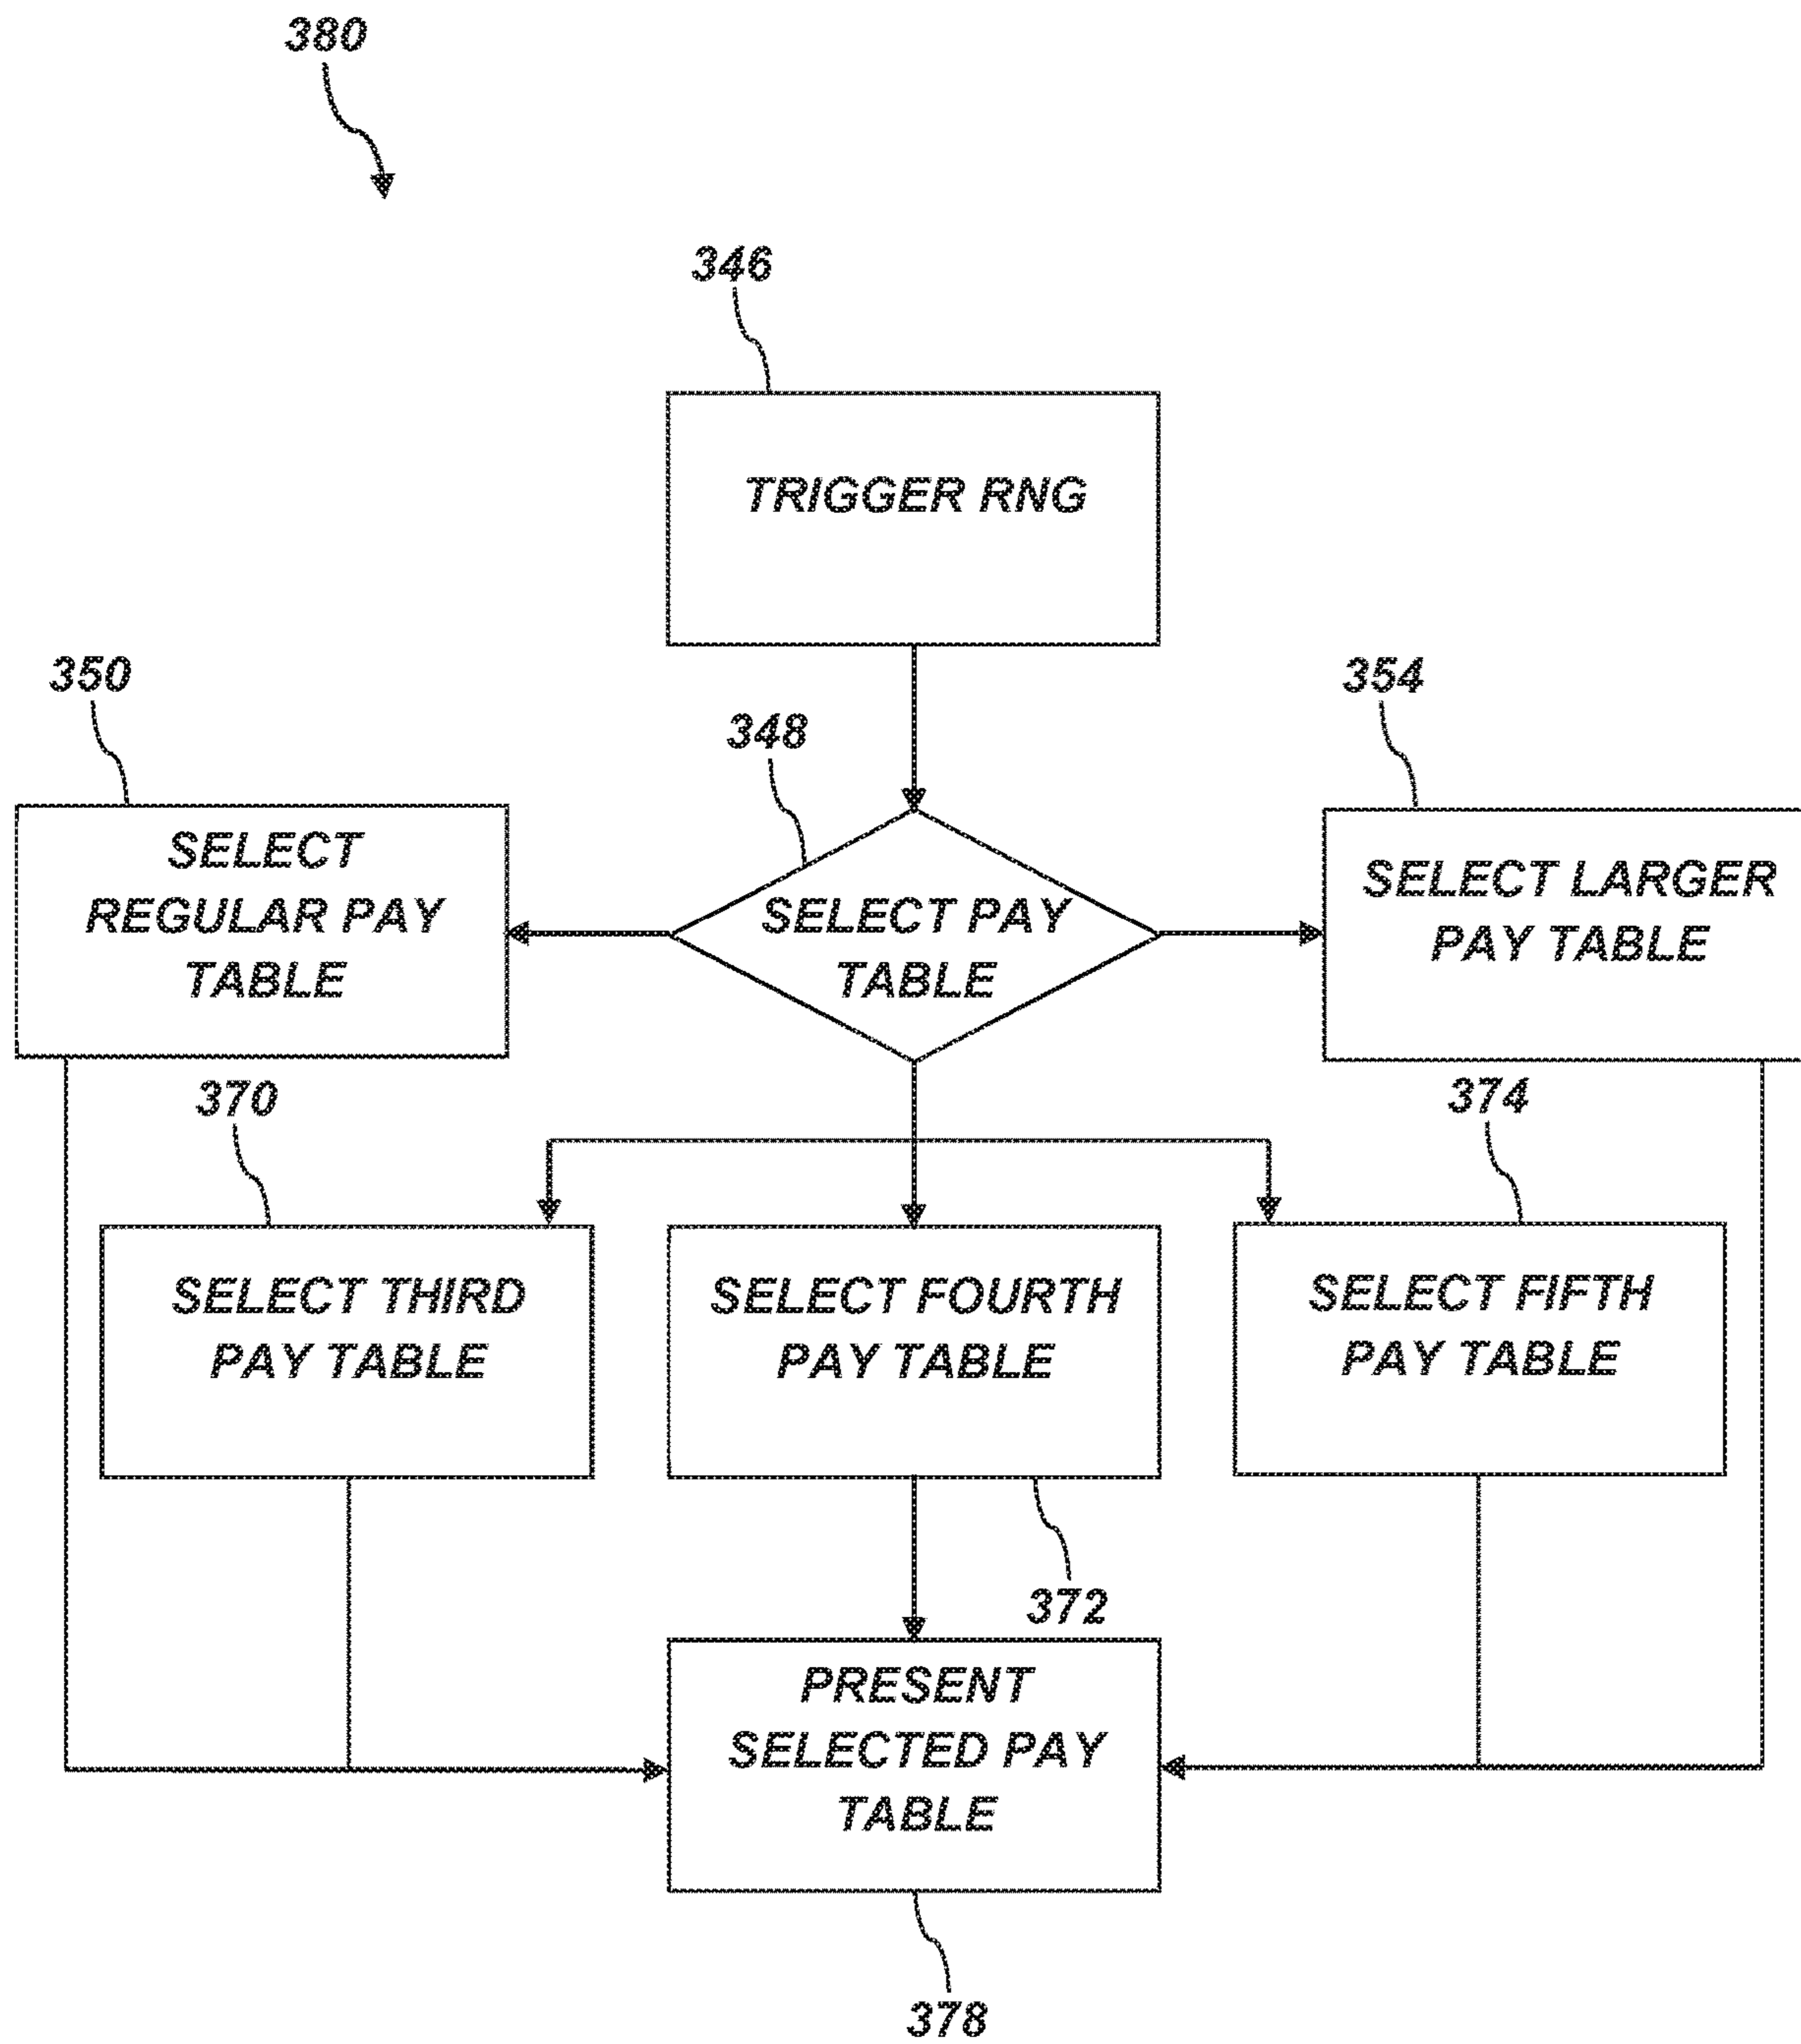 380
346
TRIGGER RNG
350
354
348
SELECT
REGULAR PAY
TABLE
SELECT PAY
TABLE
SELECT LARGER
PAY TABLE
370
374
SELECT THIRD
PAY TABLE
SELECT FOURTH
PAY TABLE
SELECT FIFTH
PAY TABLE
372
PRESENT
SELECTED PAY
TABLE
378